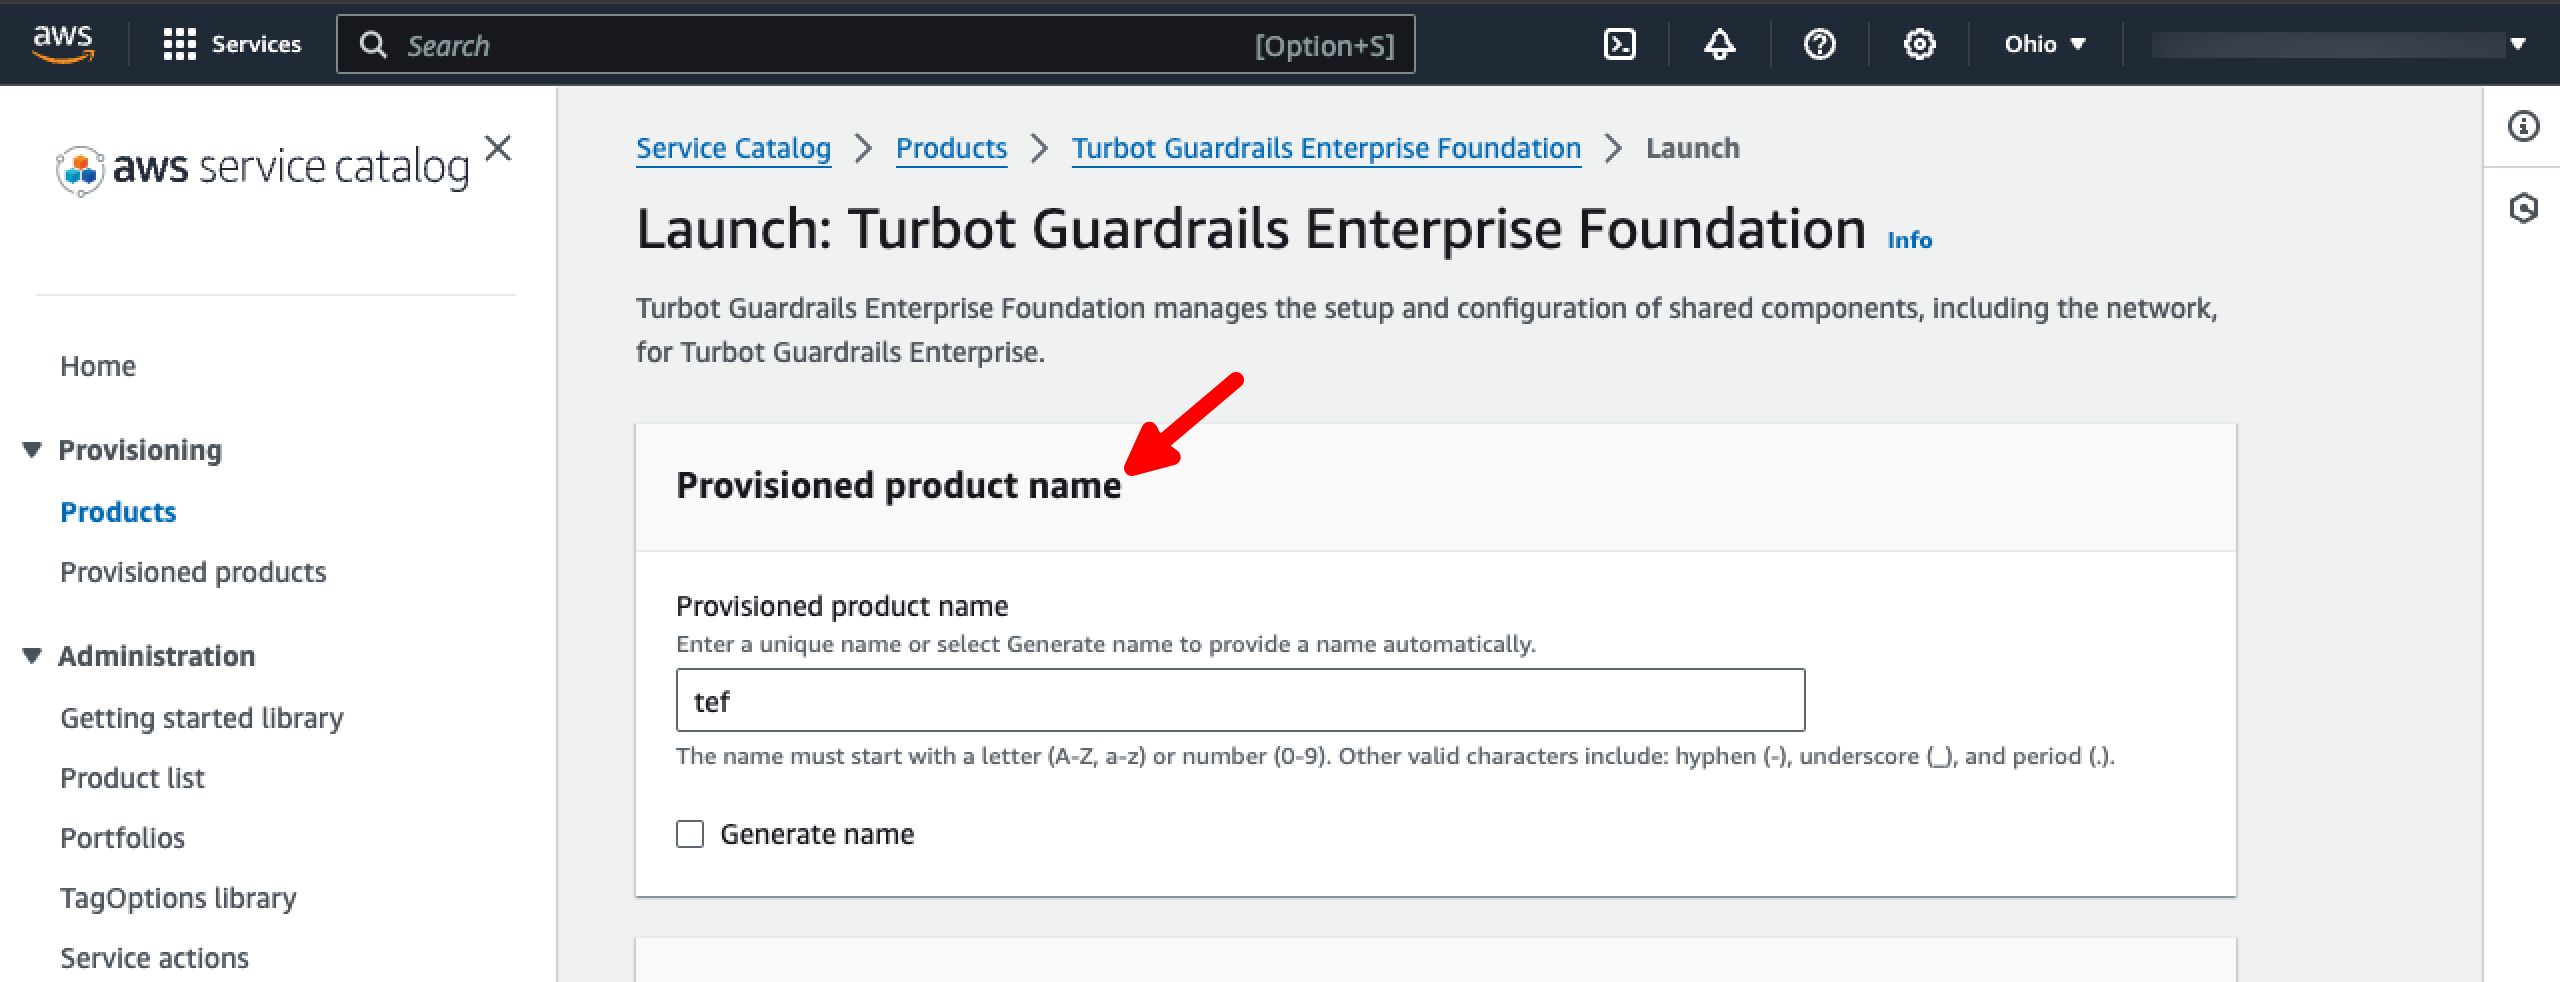 aws
Services
Search [Option+S]
Ohio
aws service catalog
Home
Provisioning
Products
Provisioned products
Administration
Getting started library
Product list
Portfolios
TagOptions library
Service actions
Service Catalog > Products > Turbot Guardrails Enterprise Foundation > Launch
Launch: Turbot Guardrails Enterprise Foundation Info
Turbot Guardrails Enterprise Foundation manages the setup and configuration of shared components, including the network,
for Turbot Guardrails Enterprise.
Provisioned product name
Provisioned product name
Enter a unique name or select Generate name to provide a name automatically.
tef
The name must start with a letter (A-Z, a-z) or number (0-9). Other valid characters include: hyphen (-), underscore (_), and period (.).
Generate name